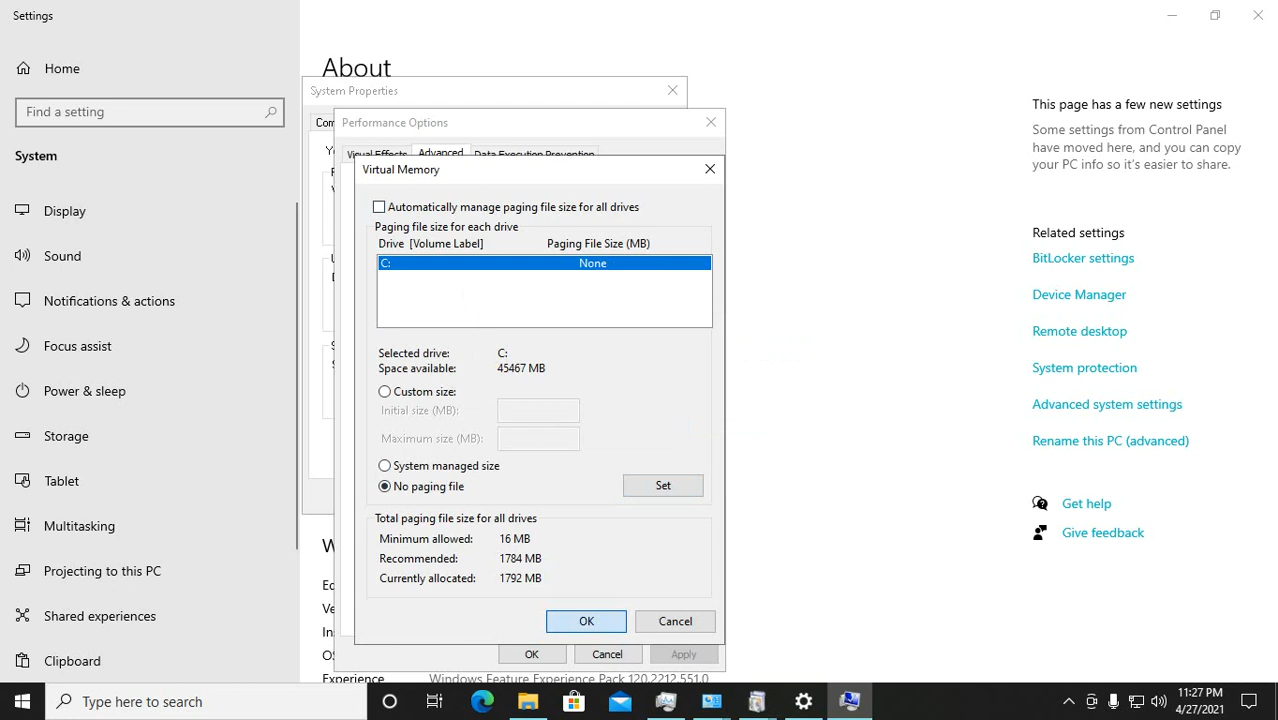 Settings
Home
About
System Properties
Find a setting
This page has a few new settings
Some settings from Control Panel
have moved here, and you can copy
your PC info so it's easier to share.
Com
Performance Options
Visual Effects Advanced Data Execution Prevention
System
Virtual Memory
Automatically manage paging file size for all drives
Paging file size for each drive
Drive [Volume Label] Paging File Size (MB)
C: None
Selected drive: C:
Space available: 45467 MB
Custom size:
Initial size (MB):
Maximum size (MB):
System managed size
No paging file
Set
Total paging file size for all drives
Minimum allowed: 16 MB
Recommended: 1784 MB
Currently allocated: 1792 MB
OK Cancel
OK Cancel Apply
Display
Sound
Notifications & actions
Focus assist
Power & sleep
Storage
Tablet
Multitasking
Projecting to this PC
Shared experiences
Clipboard
Related settings
BitLocker settings
Device Manager
Remote desktop
System protection
Advanced system settings
Rename this PC (advanced)
Get help
Give feedback
W
Ed
Ve
Ins
OS
Experience Windows Feature Experience Pack 120.2212.551.0
Type here to search
11:27 PM
4/27/2021